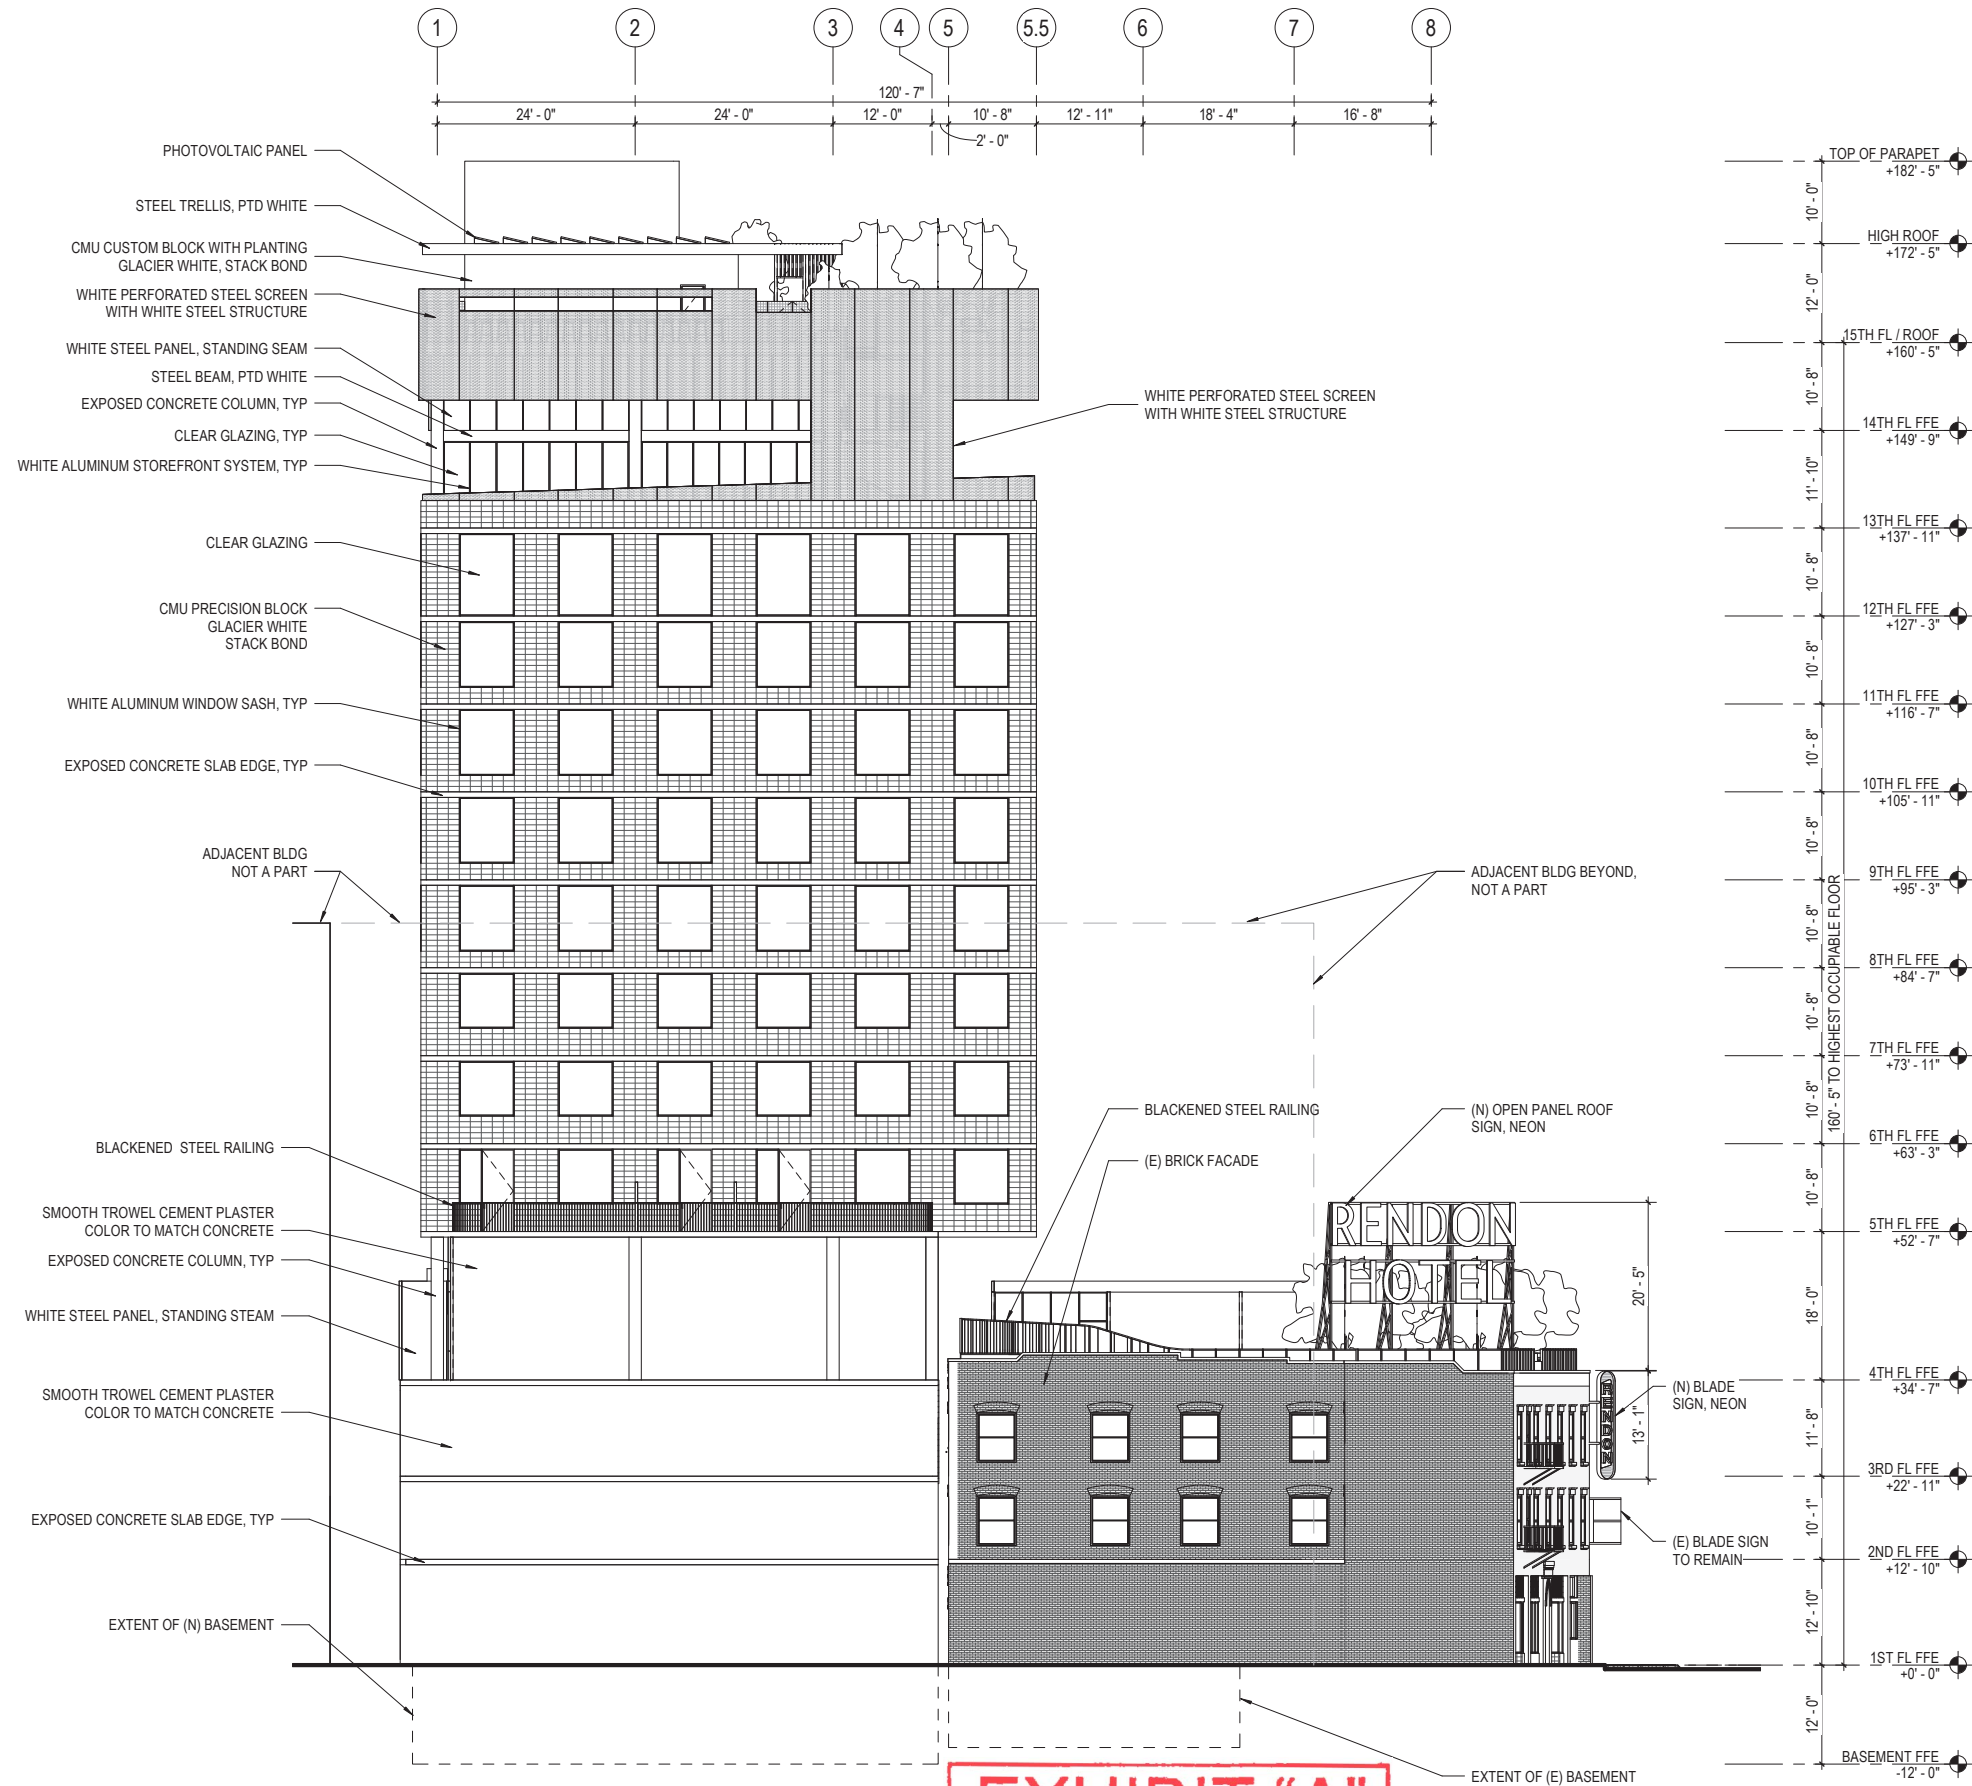 1
2
3
4
5
5.5
6
7
8
120' - 7"
24' - 0"
24' - 0"
12' - 0"
10' - 8"
12' - 11"
18' - 4"
16' - 8"
2' - 0"
PHOTOVOLTAIC PANEL
STEEL TRELLIS, PTD WHITE
CMU CUSTOM BLOCK WITH PLANTING
GLACIER WHITE, STACK BOND
WHITE PERFORATED STEEL SCREEN
WITH WHITE STEEL STRUCTURE
WHITE STEEL PANEL, STANDING SEAM
STEEL BEAM, PTD WHITE
EXPOSED CONCRETE COLUMN, TYP
CLEAR GLAZING, TYP
WHITE ALUMINUM STOREFRONT SYSTEM, TYP
CLEAR GLAZING
CMU PRECISION BLOCK
GLACIER WHITE
STACK BOND
WHITE ALUMINUM WINDOW SASH, TYP
EXPOSED CONCRETE SLAB EDGE, TYP
ADJACENT BLDG
NOT A PART
BLACKENED STEEL RAILING
SMOOTH TROWEL CEMENT PLASTER
COLOR TO MATCH CONCRETE
EXPOSED CONCRETE COLUMN, TYP
WHITE STEEL PANEL, STANDING STEAM
SMOOTH TROWEL CEMENT PLASTER
COLOR TO MATCH CONCRETE
EXPOSED CONCRETE SLAB EDGE, TYP
EXTENT OF (N) BASEMENT
WHITE PERFORATED STEEL SCREEN
WITH WHITE STEEL STRUCTURE
ADJACENT BLDG BEYOND,
NOT A PART
BLACKENED STEEL RAILING
(E) BRICK FACADE
(N) OPEN PANEL ROOF
SIGN, NEON
RENDON
HOTEL
20' - 5"
13' - 1"
RENDON
(N) BLADE
SIGN, NEON
(E) BLADE SIGN
TO REMAIN
EXTENT OF (E) BASEMENT
EXHIBIT "A"
TOP OF PARAPET
+182' - 5"
10' - 0"
HIGH ROOF
+172' - 5"
12' - 0"
15TH FL / ROOF
+160' - 5"
10' - 8"
14TH FL FFE
+149' - 9"
11' - 10"
13TH FL FFE
+137' - 11"
10' - 8"
12TH FL FFE
+127' - 3"
10' - 8"
11TH FL FFE
+116' - 7"
10' - 8"
10TH FL FFE
+105' - 11"
10' - 8"
9TH FL FFE
+95' - 3"
10' - 8"
8TH FL FFE
+84' - 7"
10' - 8"
7TH FL FFE
+73' - 11"
10' - 8"
6TH FL FFE
+63' - 3"
10' - 8"
5TH FL FFE
+52' - 7"
18' - 0"
4TH FL FFE
+34' - 7"
11' - 8"
3RD FL FFE
+22' - 11"
10' - 1"
2ND FL FFE
+12' - 10"
12' - 10"
1ST FL FFE
+0' - 0"
12' - 0"
BASEMENT FFE
-12' - 0"
160' - 5" TO HIGHEST OCCUPIABLE FLOOR